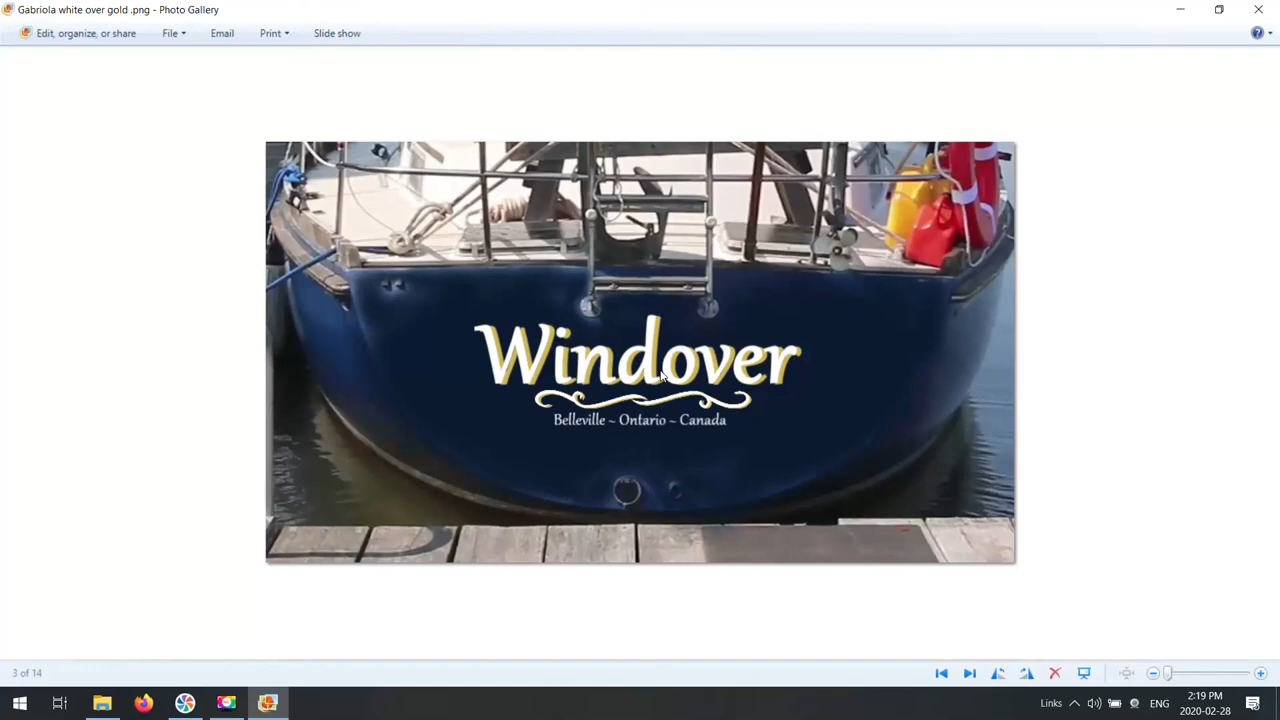 Gabriola white over gold .png - Photo Gallery
Edit, organize, or share File Email Print Slide show
Windover
Belleville ~ Ontario ~ Canada
3 of 14
Links ENG 2:19 PM
2020-02-28